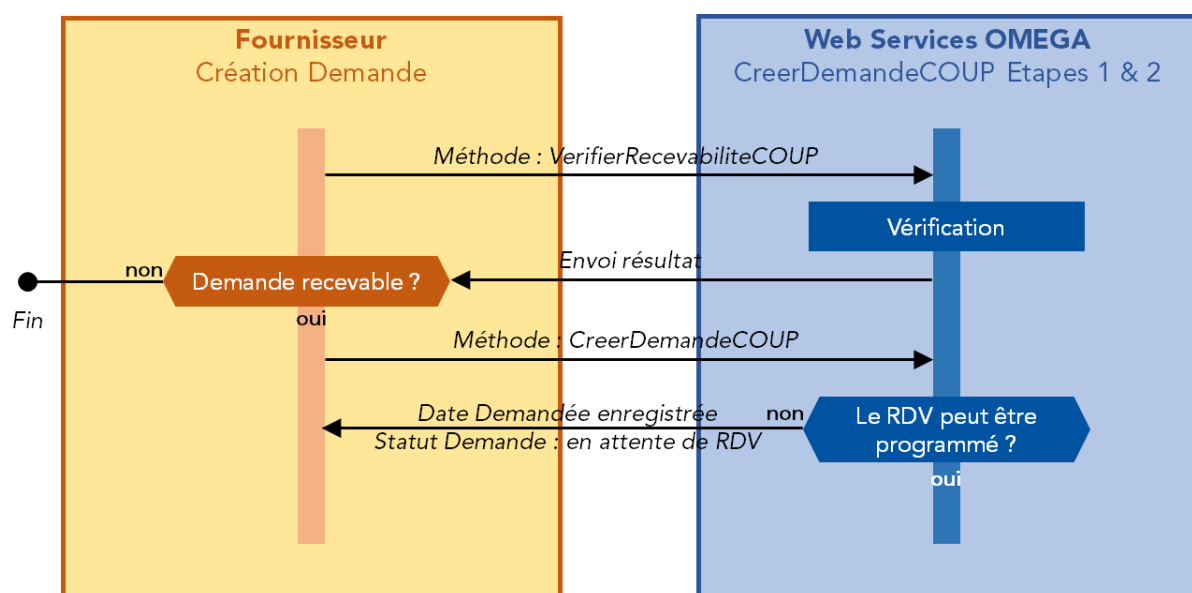 Fournisseur
Création Demande
Web Services OMEGA
CreerDemandeCOUP Etapes 1 & 2
Méthode : VerifierRecevabiliteCOUP
Vérification
Envoi résultat
non
Demande recevable ?
Fin
oui
Méthode : CreerDemandeCOUP
Date Demandée enregistrée
non
Le RDV peut être
programmé ?
Statut Demande : en attente de RDV
oui